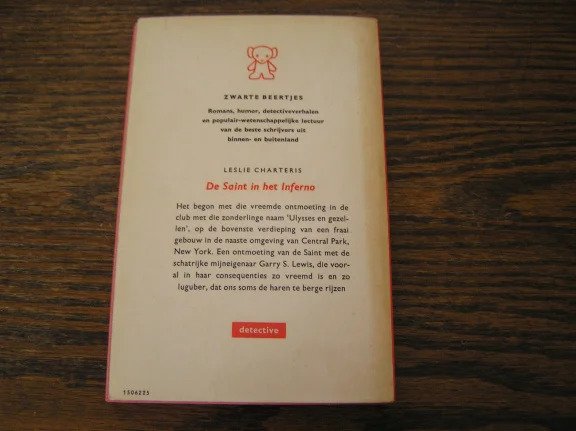 ZWARTE BEERTJES
Romans, humor, detectiveverhalen
en populair-wetenschappelijke lectuur
van de beste schrijvers uit
binnen- en buitenland
LESLIE CHARTERIS
De Saint in het Inferno
Het begon met die vreemde ontmoeting in de
club met die zonderlinge naam 'Ulysses en gezel-
len', op de bovenste verdieping van een fraai
gebouw in de naaste omgeving van Central Park,
New York. Een ontmoeting van de Saint met de
schatrijke mijneigenaar Garry S. Lewis, die voor-
al in haar consequenties zo vreemd is en zo
luguber, dat ons soms de haren te berge rijzen
detective
1506225